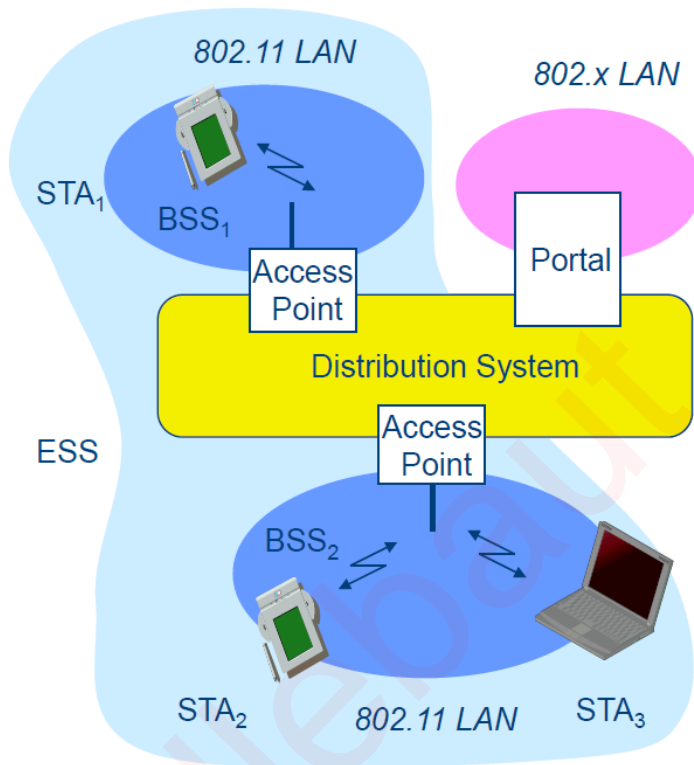 802.11 LAN
802.x LAN
STA₁
BSS₁
Access
Point
Portal
Distribution System
ESS
Access
Point
BSS₂
STA₂
802.11 LAN
STA₃